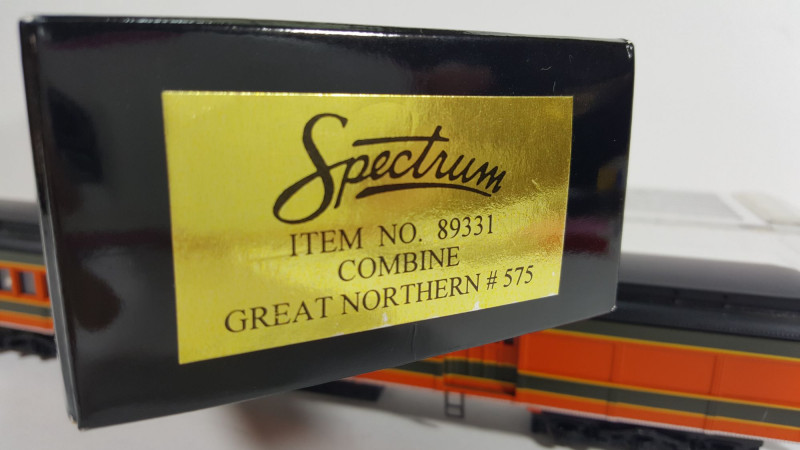 Spectrum
ITEM NO. 89331
COMBINE
GREAT NORTHERN # 575